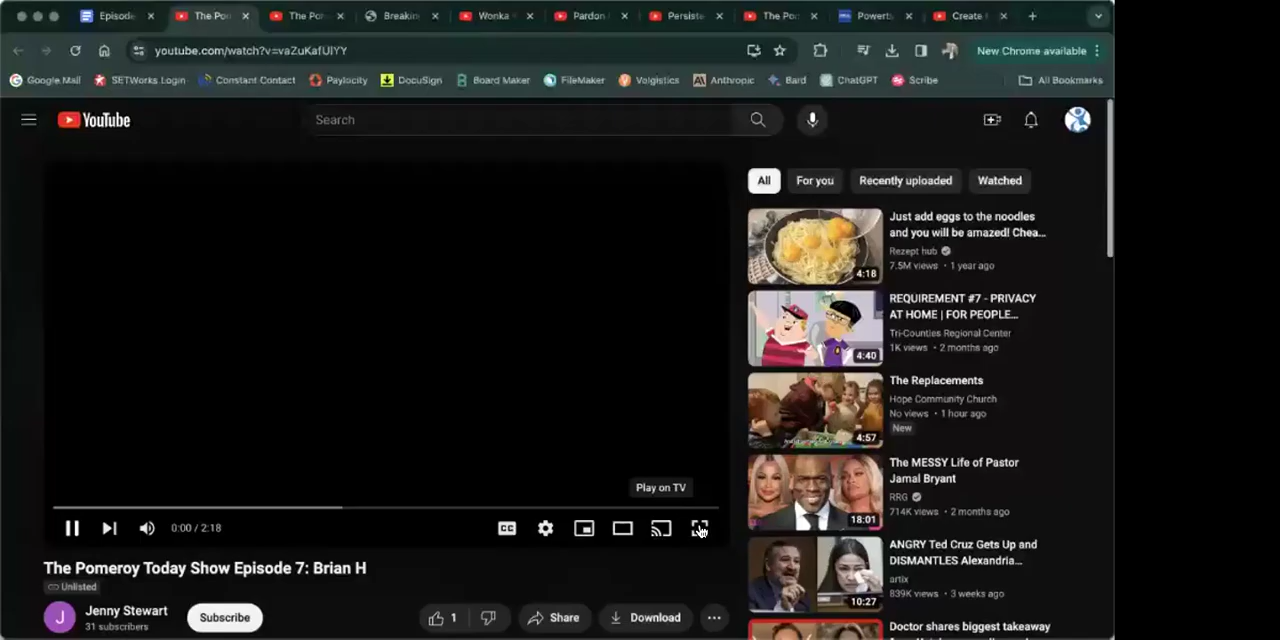 Episode
The Po
The Po
Breakin
Wonka
Pardon
Persiste
The Po
Powerts
Create
youtube.com/watch?v=vaZuKafUlYY
New Chrome available
Google Mail
SETWorks Login
Constant Contact
Paylocity
DocuSign
Board Maker
FileMaker
Volgistics
Anthropic
Bard
ChatGPT
Scribe
All Bookmarks
YouTube
Search
All
For you
Recently uploaded
Watched
Just add eggs to the noodles
and you will be amazed! Chea...
Rezept hub
7.5M views • 1 year ago
4:18
REQUIREMENT #7 - PRIVACY
AT HOME | FOR PEOPLE...
Tri-Counties Regional Center
1K views • 2 months ago
4:40
The Replacements
Hope Community Church
No views • 1 hour ago
New
4:57
The MESSY Life of Pastor
Jamal Bryant
RRG
714K views • 2 months ago
18:01
ANGRY Ted Cruz Gets Up and
DISMANTLES Alexandria...
artix
839K views • 3 weeks ago
10:27
Doctor shares biggest takeaway
Play on TV
CC
0:00 / 2:18
The Pomeroy Today Show Episode 7: Brian H
Unlisted
J
Jenny Stewart
31 subscribers
Subscribe
1
Share
Download